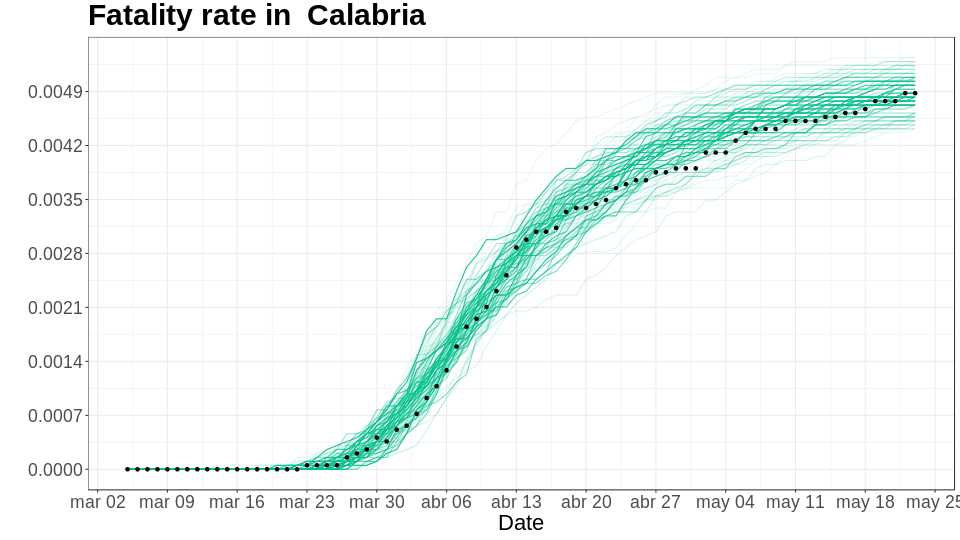 Fatality rate in  Calabria
0.0049
0.0042
0.0035
0.0028
0.0021
0.0014
0.0007
0.0000
mar 02 mar 09 mar 16 mar 23 mar 30 abr 06 abr 13 abr 20 abr 27 may 04 may 11 may 18 may 25
Date